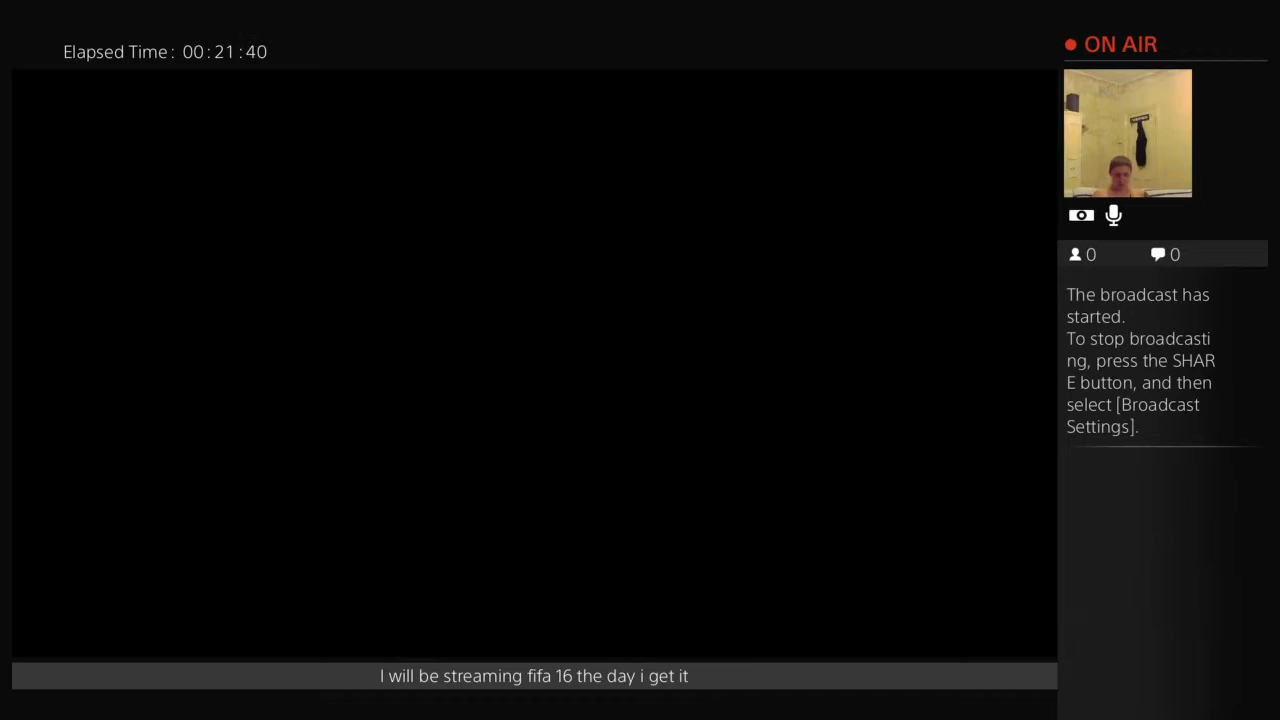 Elapsed Time: 00:21:40
ON AIR
0 0
The broadcast has
started.
To stop broadcasti
ng, press the SHAR
E button, and then
select [Broadcast
Settings].
I will be streaming fifa 16 the day i get it